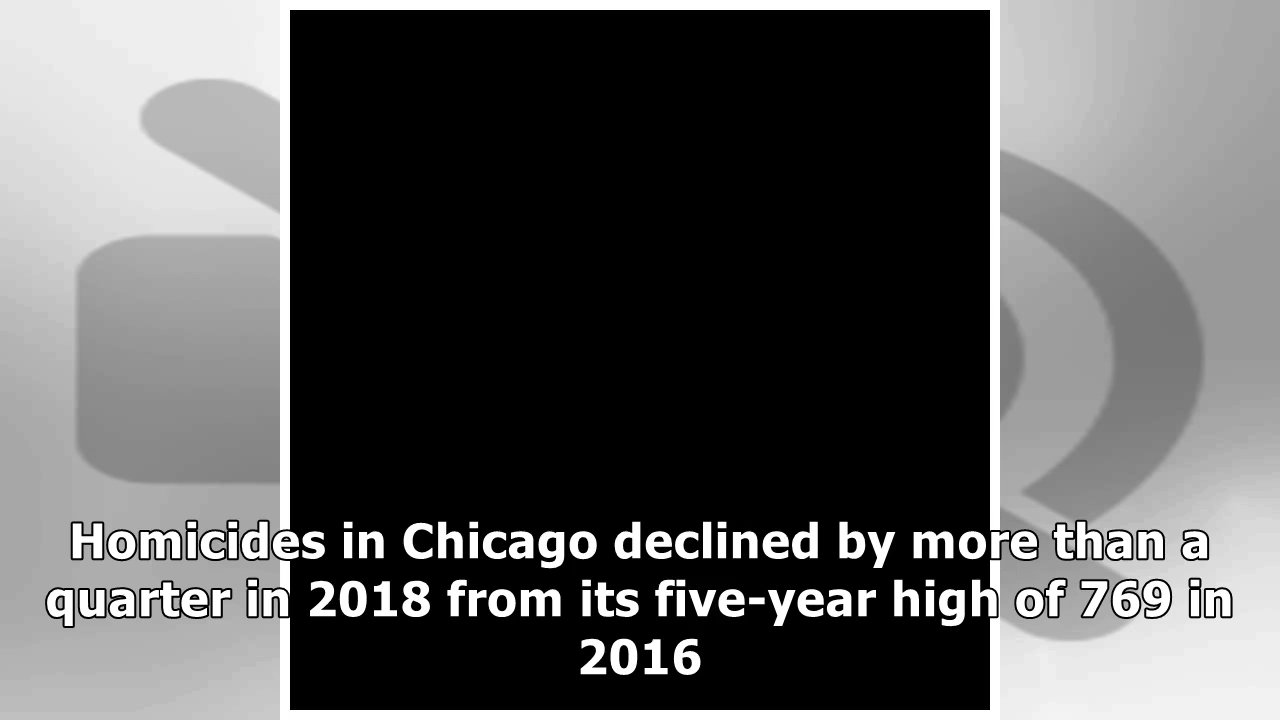 Homicides in Chicago declined by more than a
quarter in 2018 from its five-year high of 769 in
2016